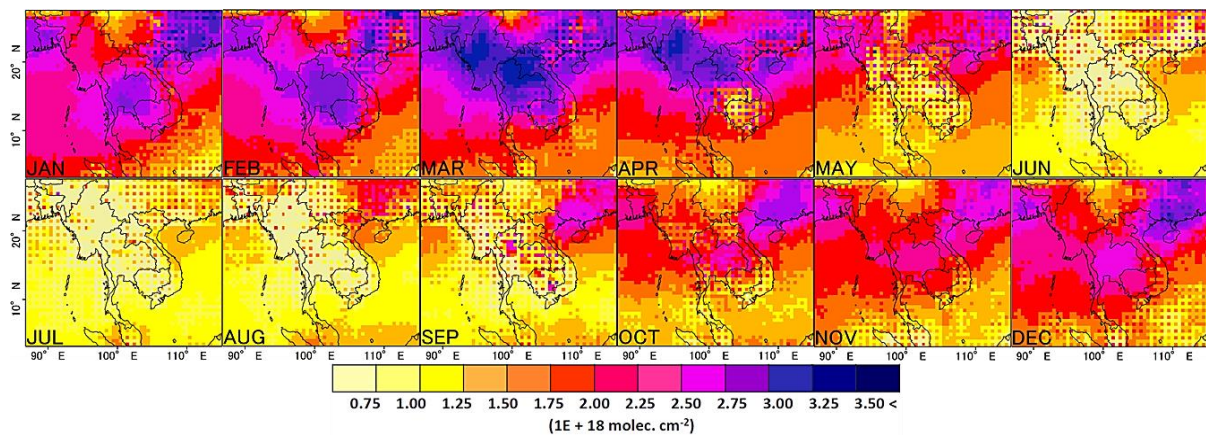 20° N
10° N
JAN
FEB
MAR
APR
MAY
JUN
20° N
10° N
JUL
AUG
SEP
OCT
NOV
DEC
90° E 100° E 110° E 90° E 100° E 110° E 90° E 100° E 110° E 90° E 100° E 110° E 90° E 100° E 110° E 90° E 100° E 110° E
0.75 1.00 1.25 1.50 1.75 2.00 2.25 2.50 2.75 3.00 3.25 3.50 <
(1E + 18 molec. cm-2)